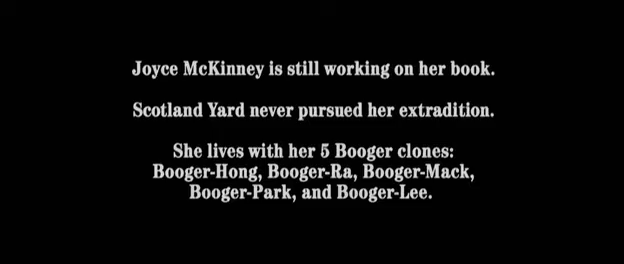 Joyce McKinney is still working on her book.
Scotland Yard never pursued her extradition.
She lives with her 5 Booger clones:
Booger-Hong, Booger-Ra, Booger-Mack,
Booger-Park, and Booger-Lee.